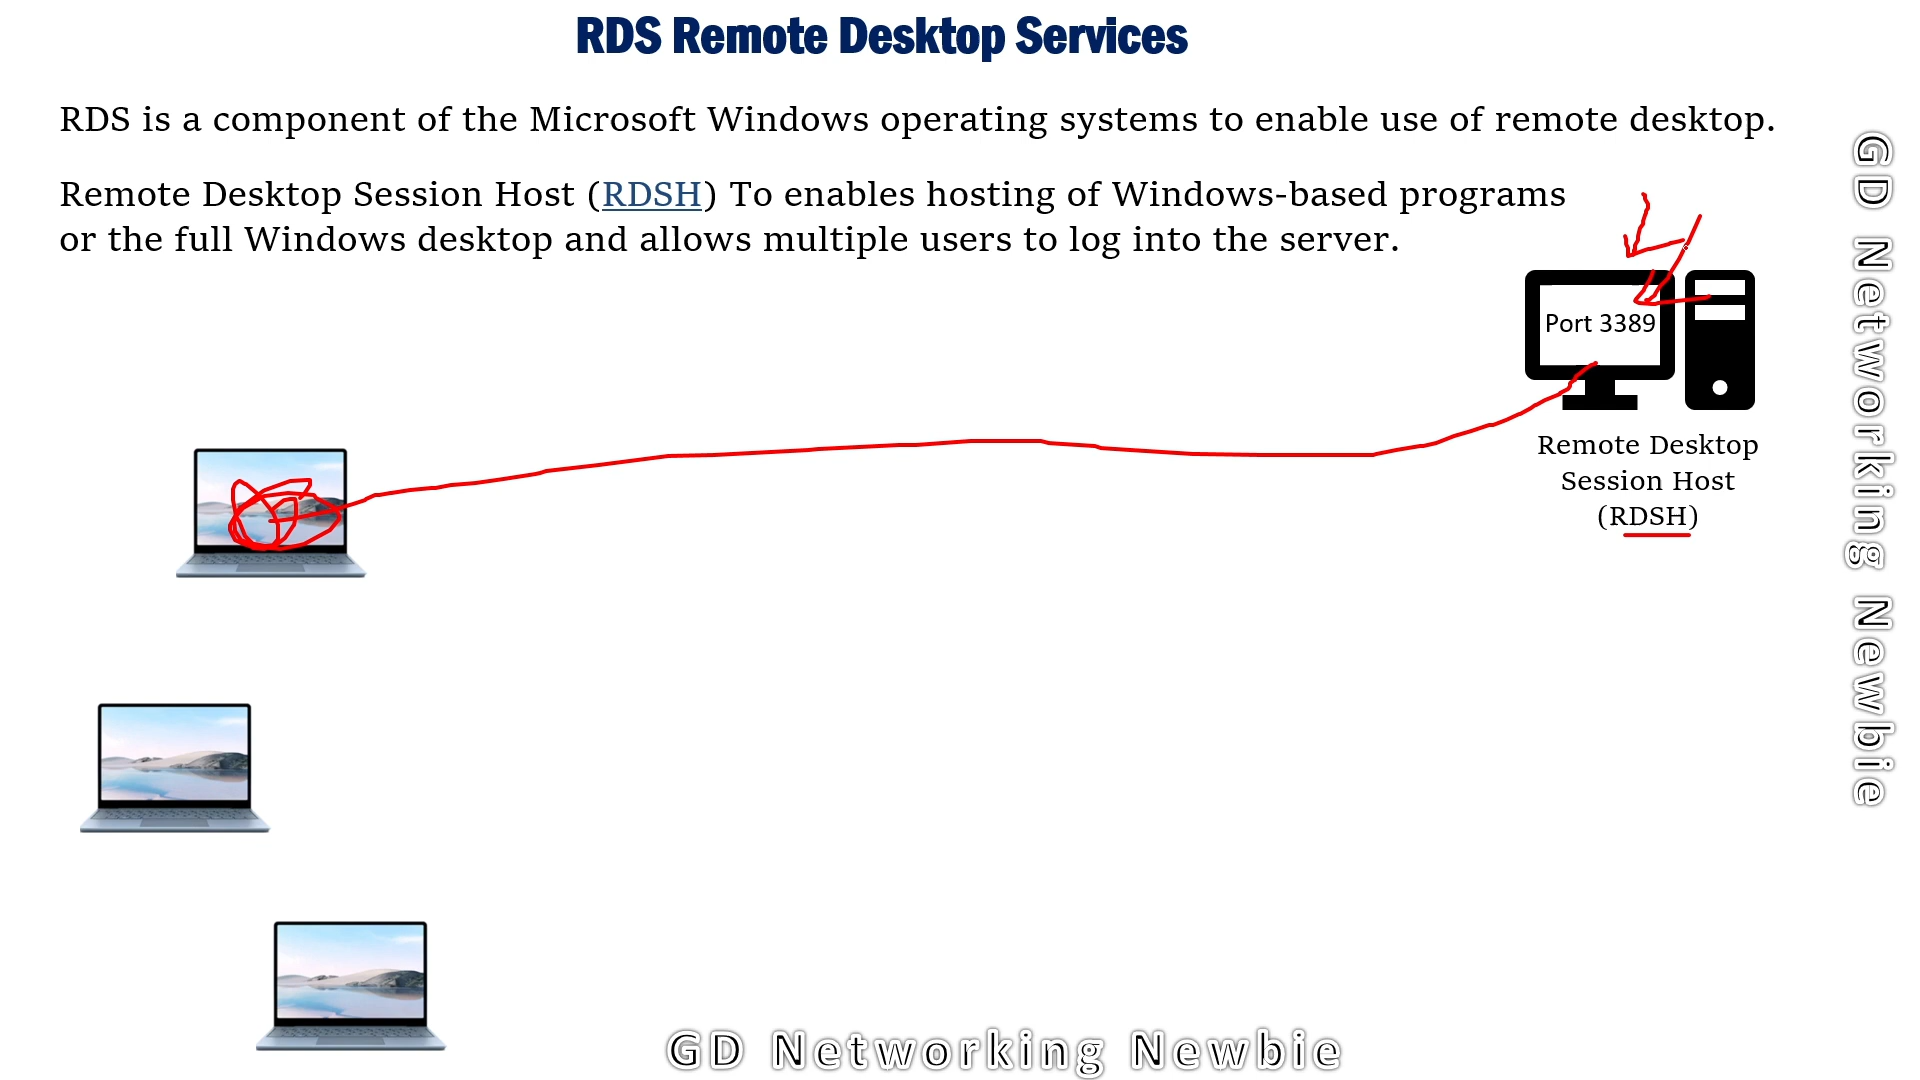 RDS Remote Desktop Services
RDS is a component of the Microsoft Windows operating systems to enable use of remote desktop.
Remote Desktop Session Host (RDSH) To enables hosting of Windows-based programs
or the full Windows desktop and allows multiple users to log into the server.
Port 3389
Remote Desktop
Session Host
(RDSH)
GD Networking Newbie
GD Networking Newbie